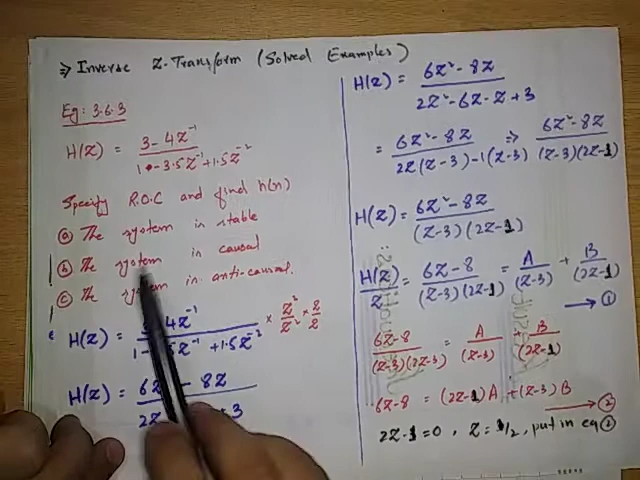 ⇒ Inverse Z-Transform (Solved Examples)
Eg: 3.6.3
H(z) = 3-4z⁻¹ / 1-3.5z⁻¹+1.5z⁻²
Specify R.O.C and find h(n)
(a) The system is stable
(b) The system is causal
(c) The system is anti-causal.
H(z) = 4z⁻¹ / 1- 5z⁻¹ +1.5z⁻² × z²/z² × 2/2
H(z) = 6z - 8z / 2z + 3
H(z) = 6z²-8z / 2z²-6z-z+3
= 6z²-8z / 2z(z-3)-1(z-3) ⇒ 6z²-8z / (z-3)(2z-1)
H(z) = 6z²-8z / (z-3)(2z-1)
H(z)/z = 6z-8 / (z-3)(2z-1) = A/(z-3) + B/(2z-1)
→ ①
6z-8 / (z-3)(2z-3) = A/(z-3) + B/(2z-1)
6z-8 = (2z-1)A + (z-3)B
→ ②
2z-1=0 , z=1/2, put in eq ②